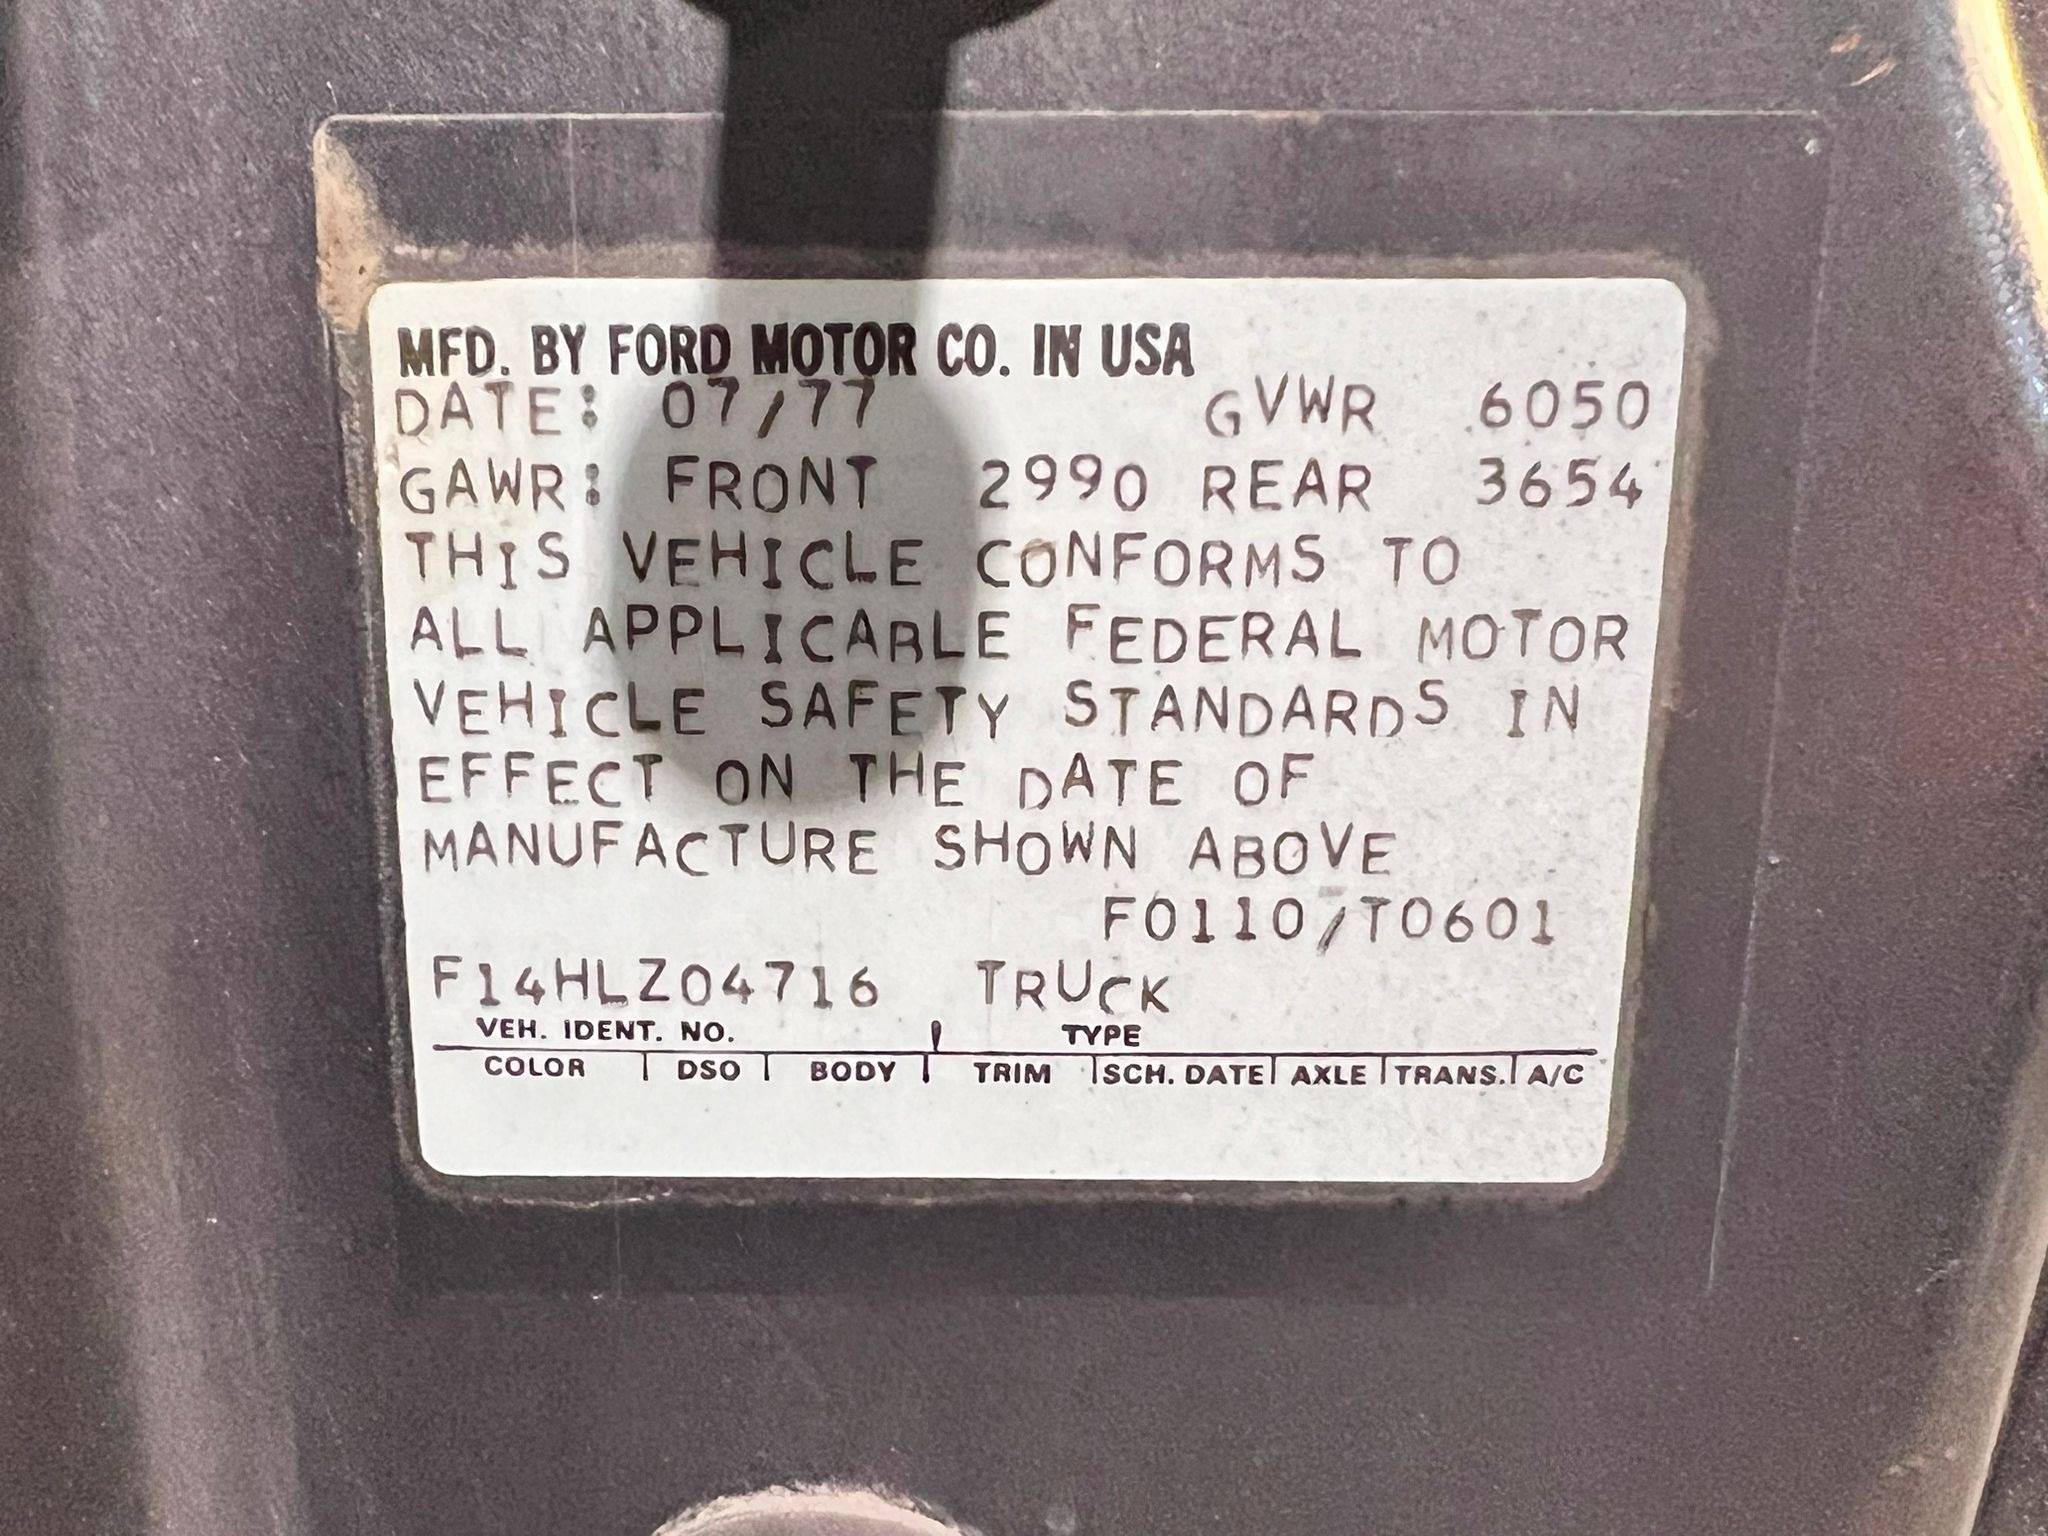 MFD. BY FORD MOTOR CO. IN USA
DATE: 07/77 GVWR 6050
GAWR: FRONT 2990 REAR 3654
THIS VEHICLE CONFORMS TO
ALL APPLICABLE FEDERAL MOTOR
VEHICLE SAFETY STANDARDS IN
EFFECT ON THE DATE OF
MANUFACTURE SHOWN ABOVE
F0110/T0601
F14HLZ04716 TRUCK
VEH. IDENT. NO. TYPE
COLOR DSO BODY TRIM SCH. DATE AXLE TRANS. A/C